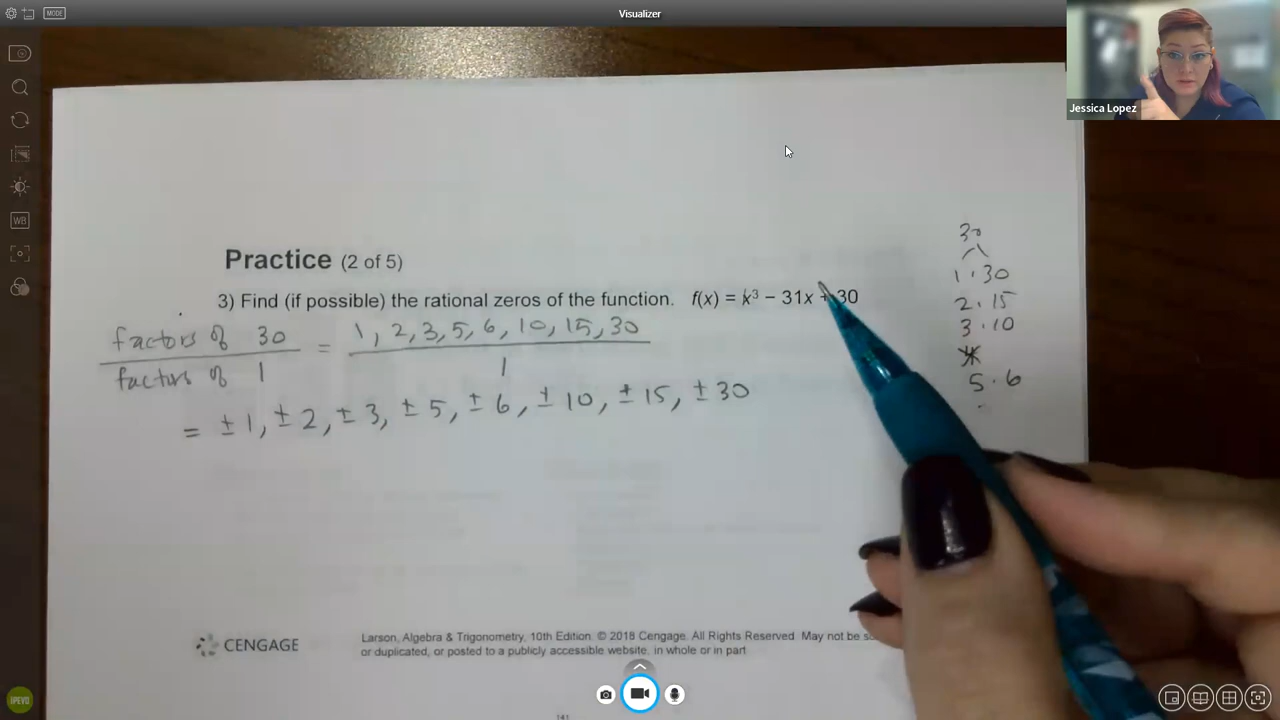 MODE
Visualizer
Jessica Lopez
WB
30
1 · 30
2 · 15
3 · 10
5 · 6
Practice (2 of 5)
3) Find (if possible) the rational zeros of the function. f(x) = x³ − 31x + 30
factors of 30 = 1, 2, 3, 5, 6, 10, 15, 30
factors of 1 1
= ± 1, ± 2, ± 3, ± 5, ± 6, ± 10, ± 15, ± 30
CENGAGE
Larson, Algebra & Trigonometry, 10th Edition. © 2018 Cengage. All Rights Reserved. May not be
or duplicated, or posted to a publicly accessible website, in whole or in part
141
IPEVO